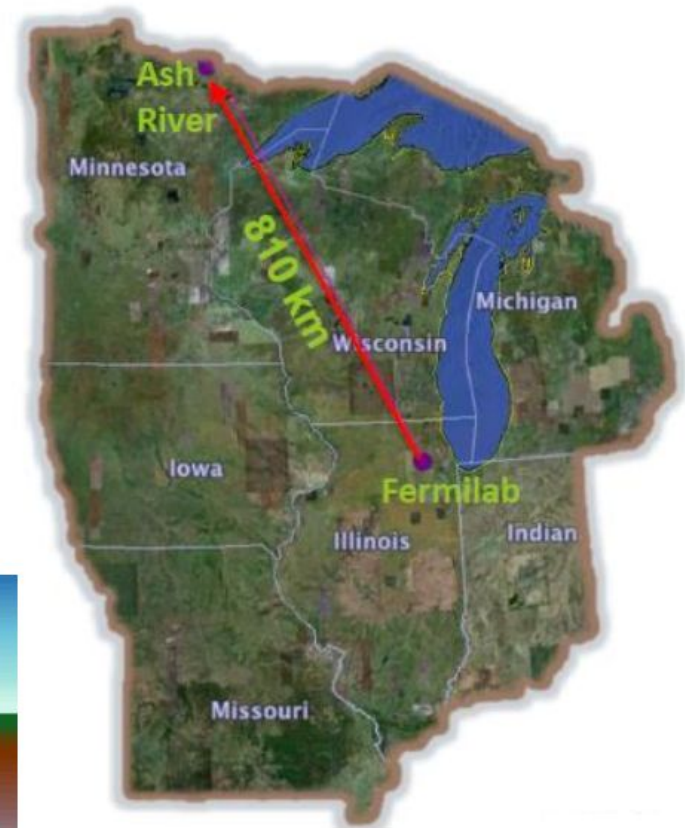 Ash
River
Minnesota
810 km
Michigan
Wisconsin
Iowa
Fermilab
Illinois
Indian
Missouri